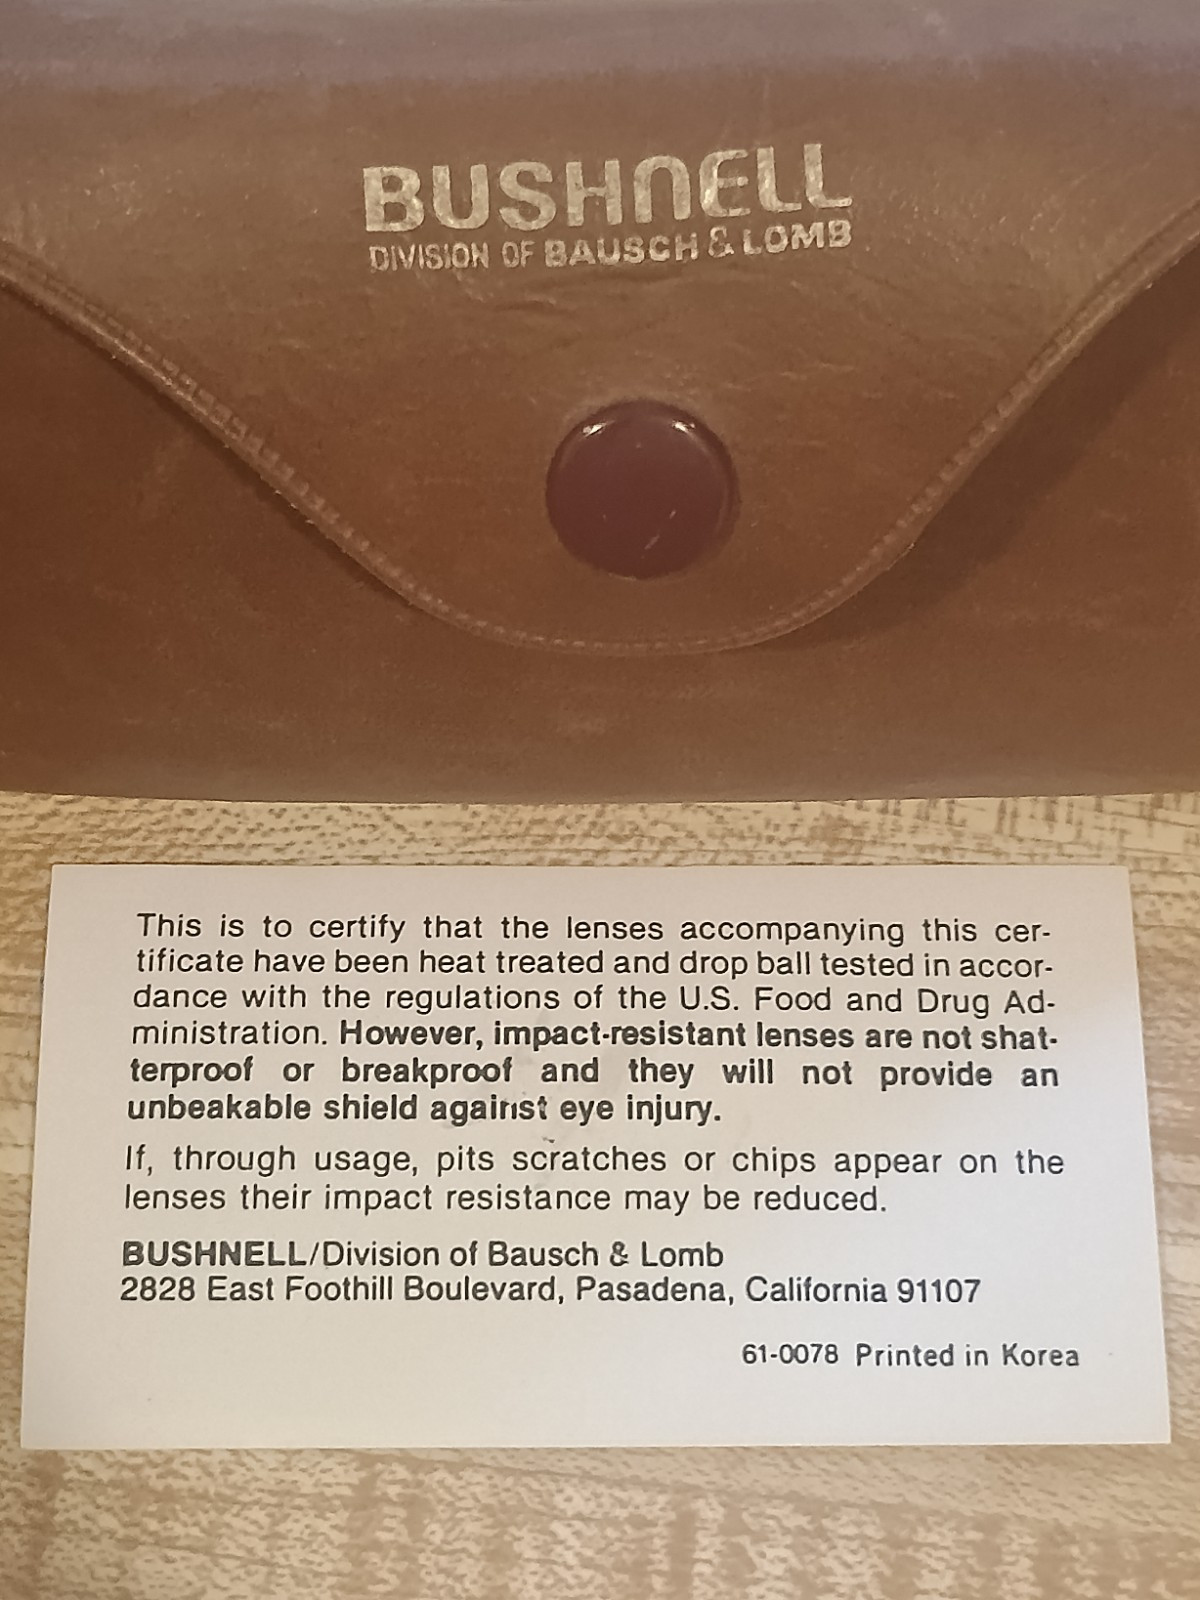 BUSHNELL
DIVISION OF BAUSCH & LOMB
This is to certify that the lenses accompanying this cer-
tificate have been heat treated and drop ball tested in accor-
dance with the regulations of the U.S. Food and Drug Ad-
ministration. However, impact-resistant lenses are not shat-
terproof or breakproof and they will not provide an
unbeakable shield against eye injury.
If, through usage, pits scratches or chips appear on the
lenses their impact resistance may be reduced.
BUSHNELL/Division of Bausch & Lomb
2828 East Foothill Boulevard, Pasadena, California 91107
61-0078 Printed in Korea